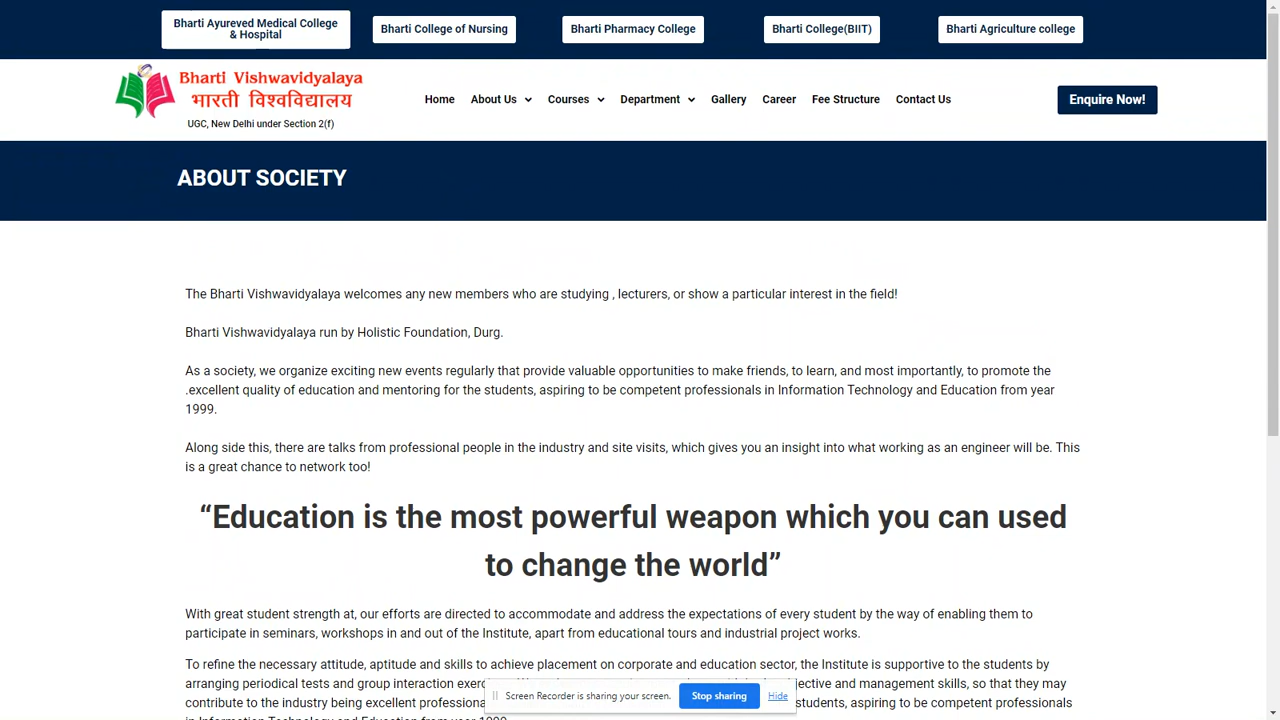 Bharti Ayureved Medical College
& Hospital
Bharti College of Nursing
Bharti Pharmacy College
Bharti College(BIIT)
Bharti Agriculture college
Bharti Vishwavidyalaya
भारती विश्वविद्यालय
UGC, New Delhi under Section 2(f)
Home About Us Courses Department Gallery Career Fee Structure Contact Us
Enquire Now!
ABOUT SOCIETY
The Bharti Vishwavidyalaya welcomes any new members who are studying , lecturers, or show a particular interest in the field!
Bharti Vishwavidyalaya run by Holistic Foundation, Durg.
As a society, we organize exciting new events regularly that provide valuable opportunities to make friends, to learn, and most importantly, to promote the
.excellent quality of education and mentoring for the students, aspiring to be competent professionals in Information Technology and Education from year
1999.
Along side this, there are talks from professional people in the industry and site visits, which gives you an insight into what working as an engineer will be. This
is a great chance to network too!
“Education is the most powerful weapon which you can used
to change the world”
With great student strength at, our efforts are directed to accommodate and address the expectations of every student by the way of enabling them to
participate in seminars, workshops in and out of the Institute, apart from educational tours and industrial project works.
To refine the necessary attitude, aptitude and skills to achieve placement on corporate and education sector, the Institute is supportive to the students by
arranging periodical tests and group interaction and management skills, so that they may
contribute to the industry being excellent students, aspiring to be competent professionals
in Information Technology and Education from year 1999.
Screen Recorder is sharing your screen.
Stop sharing
Hide